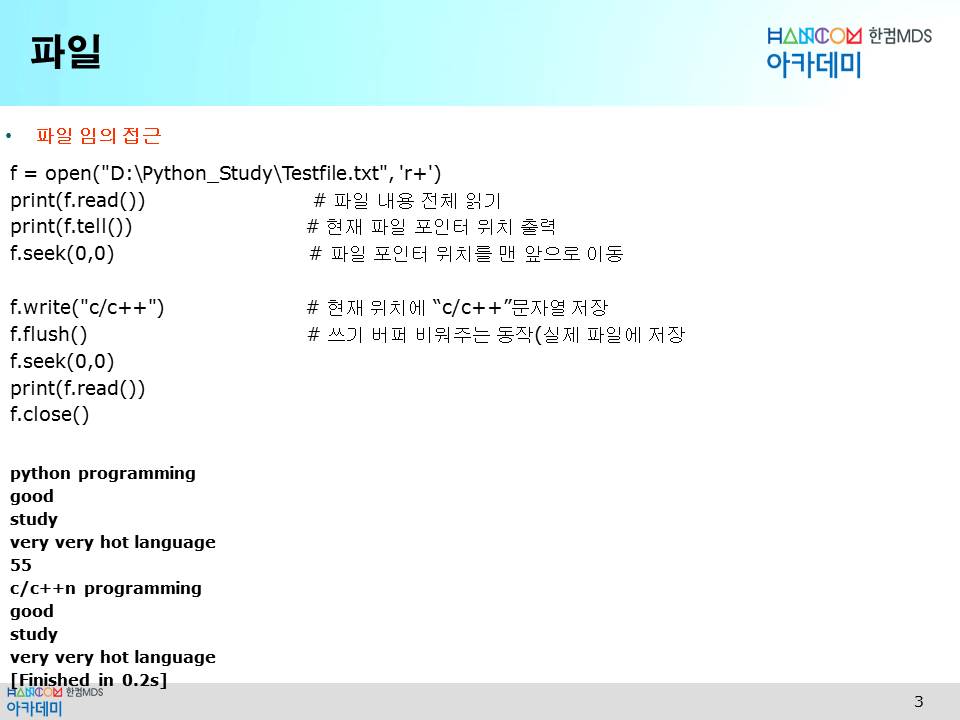 파일
HANCOM 한컴MDS
아카데미
• 파일 임의 접근
f = open("D:\Python_Study\Testfile.txt", 'r+')
print(f.read()) # 파일 내용 전체 읽기
print(f.tell()) # 현재 파일 포인터 위치 출력
f.seek(0,0) # 파일 포인터 위치를 맨 앞으로 이동
f.write("c/c++") # 현재 위치에 “c/c++”문자열 저장
f.flush() # 쓰기 버퍼 비워주는 동작(실제 파일에 저장
f.seek(0,0)
print(f.read())
f.close()
python programming
good
study
very very hot language
55
c/c++n programming
good
study
very very hot language
[Finished in 0.2s]
HANCOM 한컴MDS
아카데미
3